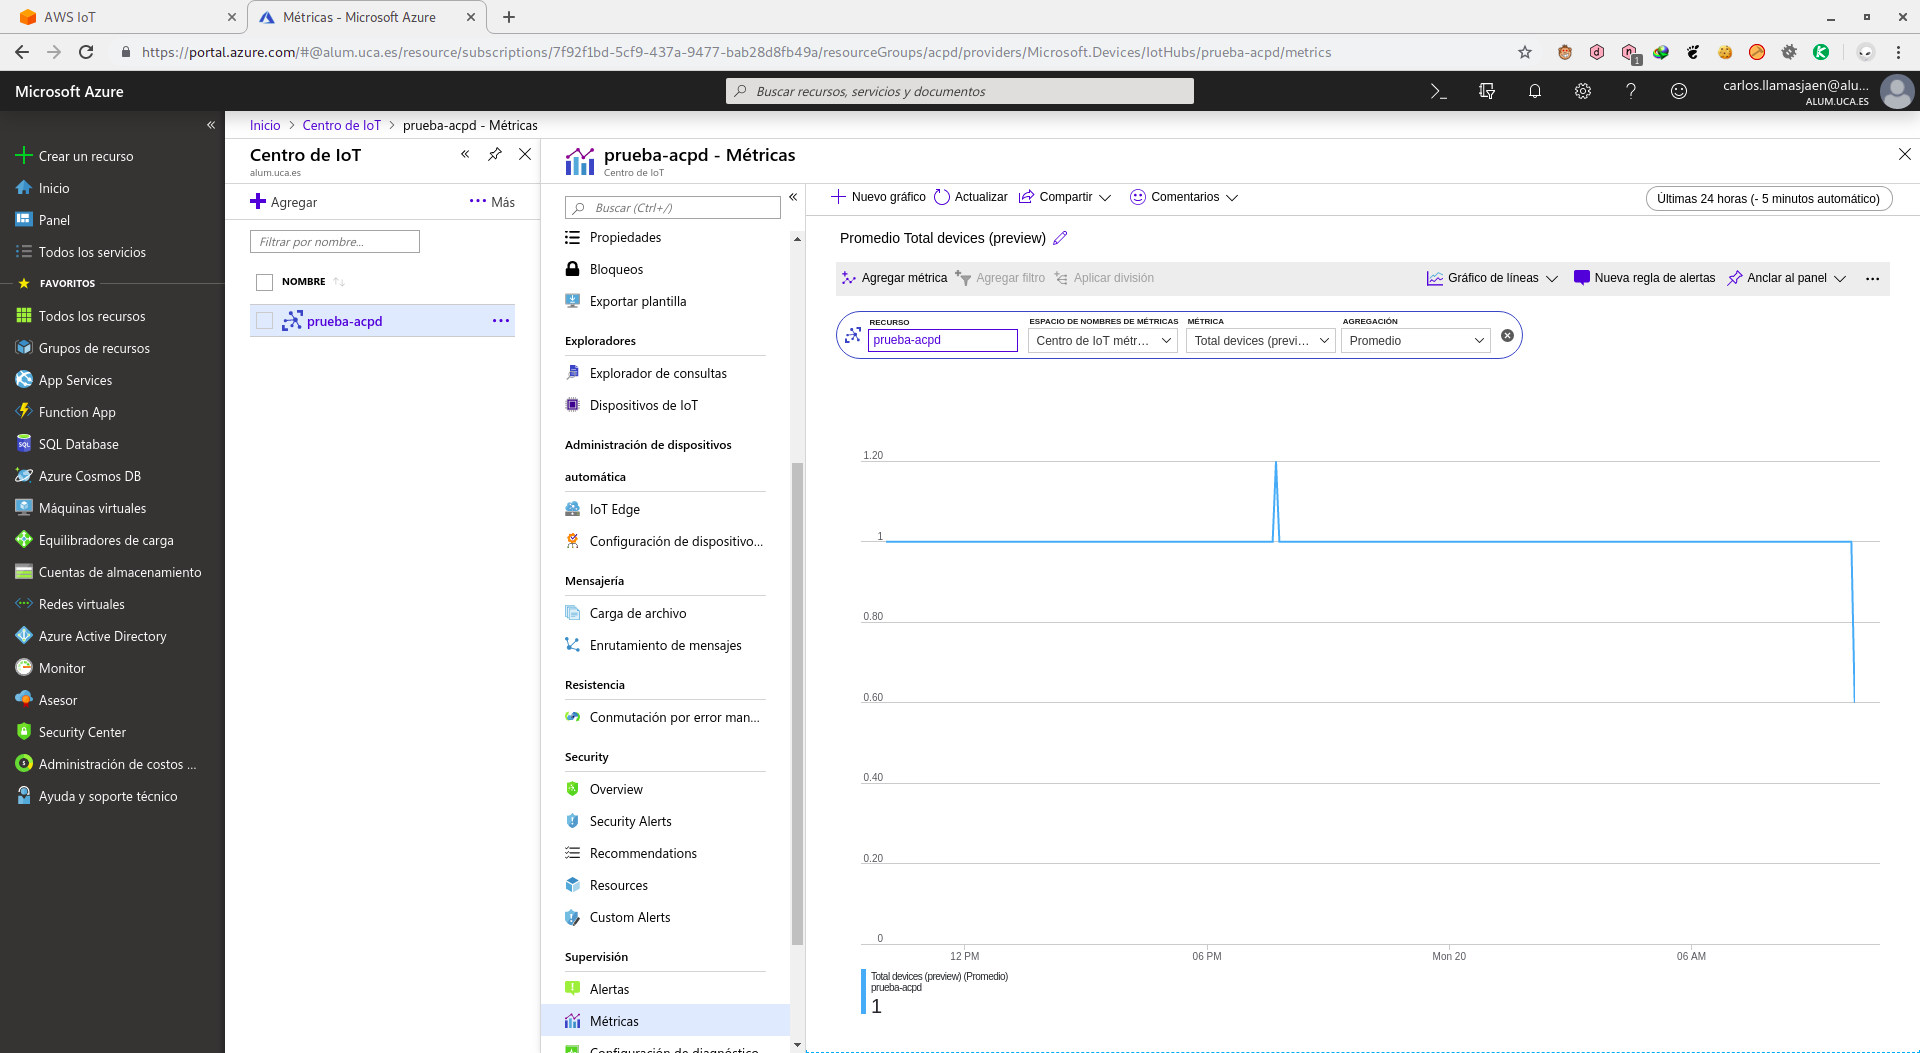 AWS IoT
Métricas - Microsoft Azure
https://portal.azure.com/#@alum.uca.es/resource/subscriptions/7f92f1bd-5cf9-437a-9477-bab28d8fb49a/resourceGroups/acpd/providers/Microsoft.Devices/IotHubs/prueba-acpd/metrics
1
Microsoft Azure
Buscar recursos, servicios y documentos
carlos.llamasjaen@alu...
ALUM.UCA.ES
Crear un recurso
Inicio
Panel
Todos los servicios
FAVORITOS
Todos los recursos
Grupos de recursos
App Services
Function App
SQL Database
Azure Cosmos DB
Máquinas virtuales
Equilibradores de carga
Cuentas de almacenamiento
Redes virtuales
Azure Active Directory
Monitor
Asesor
Security Center
Administración de costos ...
Ayuda y soporte técnico
Inicio > Centro de IoT > prueba-acpd - Métricas
Centro de IoT
alum.uca.es
Agregar
Más
Filtrar por nombre...
NOMBRE
prueba-acpd
prueba-acpd - Métricas
Centro de IoT
Buscar (Ctrl+/)
Propiedades
Bloqueos
Exportar plantilla
Exploradores
Explorador de consultas
Dispositivos de IoT
Administración de dispositivos
automática
IoT Edge
Configuración de dispositivo...
Mensajería
Carga de archivo
Enrutamiento de mensajes
Resistencia
Conmutación por error man...
Security
Overview
Security Alerts
Recommendations
Resources
Custom Alerts
Supervisión
Alertas
Métricas
Configuración de diagnóstico
Nuevo gráfico
Actualizar
Compartir
Comentarios
Últimas 24 horas (- 5 minutos automático)
Promedio Total devices (preview)
Agregar métrica
Agregar filtro
Aplicar división
Gráfico de líneas
Nueva regla de alertas
Anclar al panel
RECURSO
prueba-acpd
ESPACIO DE NOMBRES DE MÉTRICAS
Centro de IoT métr...
MÉTRICA
Total devices (previ...
AGREGACIÓN
Promedio
1.20
1
0.80
0.60
0.40
0.20
0
12 PM
06 PM
Mon 20
06 AM
Total devices (preview) (Promedio)
prueba-acpd
1